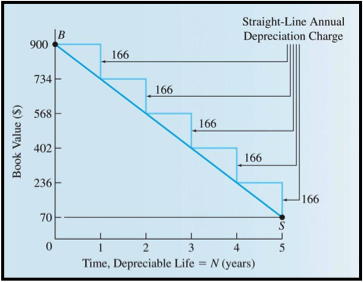 Straight-Line Annual
Depreciation Charge
B
900
166
734
166
568
166
402
166
236
166
70
S
0
1 2 3 4 5
Book Value ($)
Time, Depreciable Life = N (years)